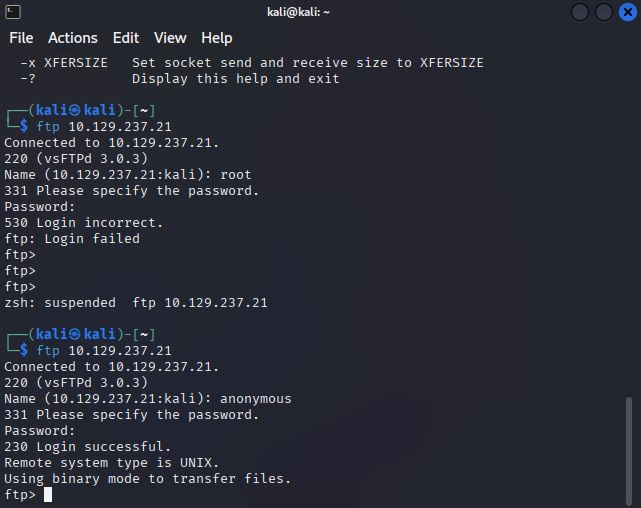 kali@kali: ~
File Actions Edit View Help
-x XFERSIZE Set socket send and receive size to XFERSIZE
-? Display this help and exit
┌──(kali㉿kali)-[~]
└─$ ftp 10.129.237.21
Connected to 10.129.237.21.
220 (vsFTPd 3.0.3)
Name (10.129.237.21:kali): root
331 Please specify the password.
Password:
530 Login incorrect.
ftp: Login failed
ftp>
ftp>
ftp>
zsh: suspended  ftp 10.129.237.21
┌──(kali㉿kali)-[~]
└─$ ftp 10.129.237.21
Connected to 10.129.237.21.
220 (vsFTPd 3.0.3)
Name (10.129.237.21:kali): anonymous
331 Please specify the password.
Password:
230 Login successful.
Remote system type is UNIX.
Using binary mode to transfer files.
ftp>